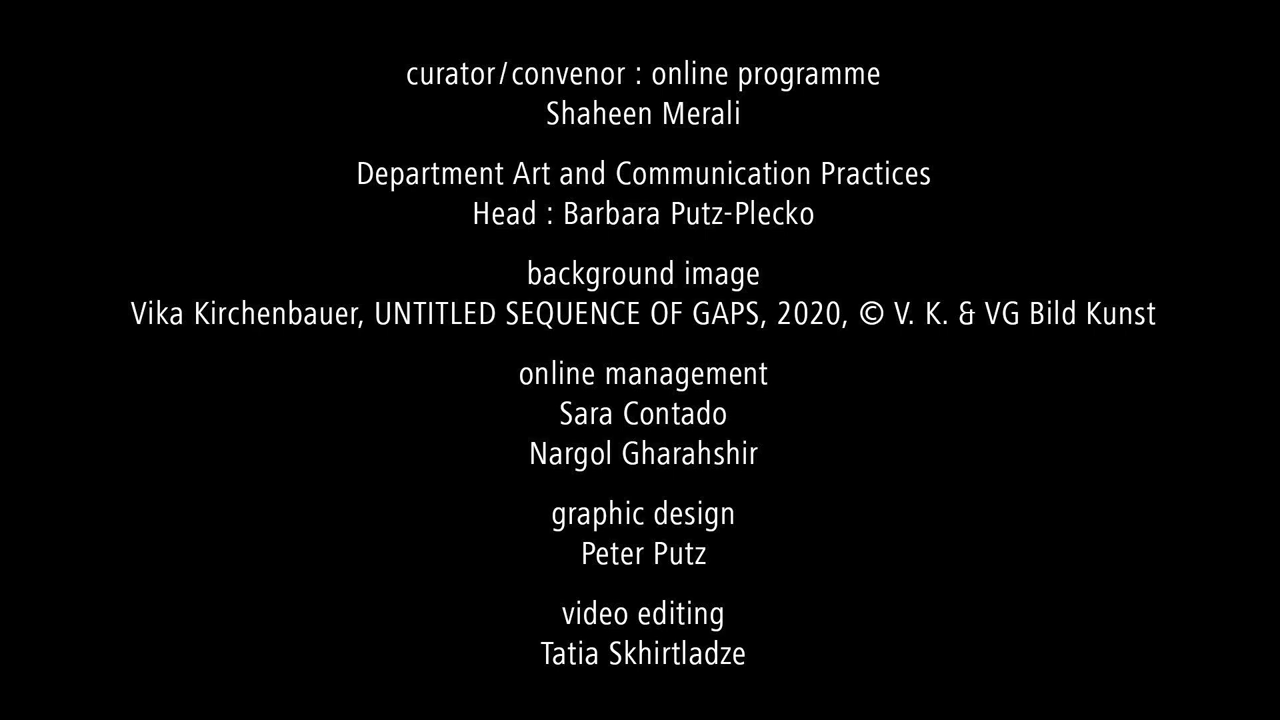 curator/convenor : online programme
Shaheen Merali
Department Art and Communication Practices
Head : Barbara Putz-Plecko
background image
Vika Kirchenbauer, UNTITLED SEQUENCE OF GAPS, 2020, © V. K. & VG Bild Kunst
online management
Sara Contado
Nargol Gharahshir
graphic design
Peter Putz
video editing
Tatia Skhirtladze